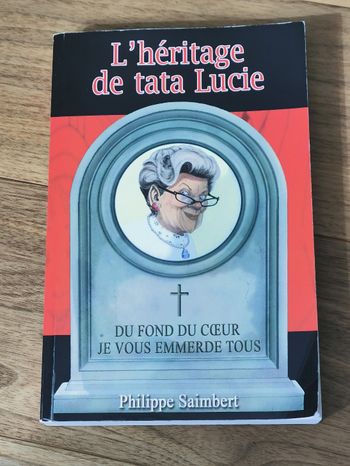 L'héritage
de tata Lucie
DU FOND DU CŒUR
JE VOUS EMMERDE TOUS
Philippe Saimbert